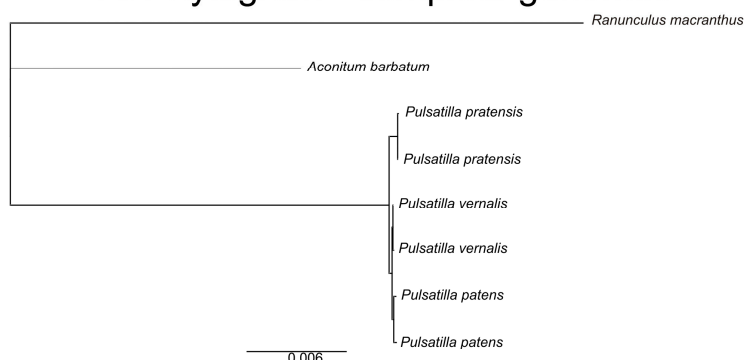 Ranunculus macranthus
Aconitum barbatum
Pulsatilla pratensis
Pulsatilla pratensis
Pulsatilla vernalis
Pulsatilla vernalis
Pulsatilla patens
Pulsatilla patens
0.006